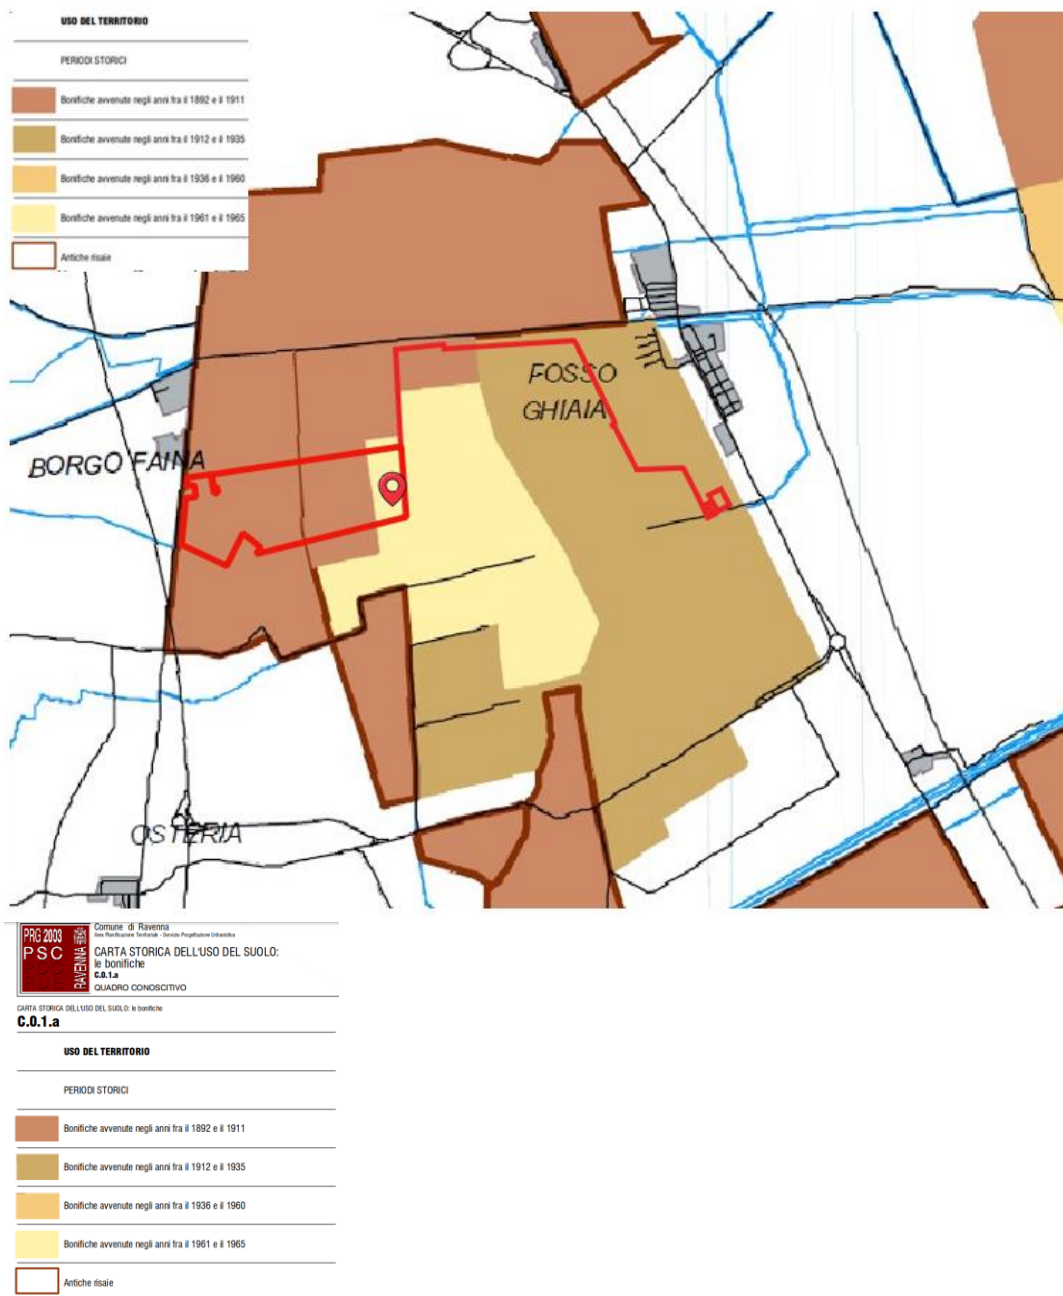 USO DEL TERRITORIO
PERIODI STORICI
Bonifiche avvenute negli anni fra il 1892 e il 1911
Bonifiche avvenute negli anni fra il 1912 e il 1935
Bonifiche avvenute negli anni fra il 1936 e il 1960
Bonifiche avvenute negli anni fra il 1961 e il 1965
Antiche risaie
FOSSO
GHIAIA
BORGO FAINA
OSTERIA
PRG 2003
PSC
RAVENNA
Comune di Ravenna
Area Pianificazione Territoriale - Servizio Progettazione Urbanistica
CARTA STORICA DELL'USO DEL SUOLO:
le bonifiche
C.0.1.a
QUADRO CONOSCITIVO
CARTA STORICA DELL'USO DEL SUOLO: le bonifiche
C.0.1.a
USO DEL TERRITORIO
PERIODI STORICI
Bonifiche avvenute negli anni fra il 1892 e il 1911
Bonifiche avvenute negli anni fra il 1912 e il 1935
Bonifiche avvenute negli anni fra il 1936 e il 1960
Bonifiche avvenute negli anni fra il 1961 e il 1965
Antiche risaie